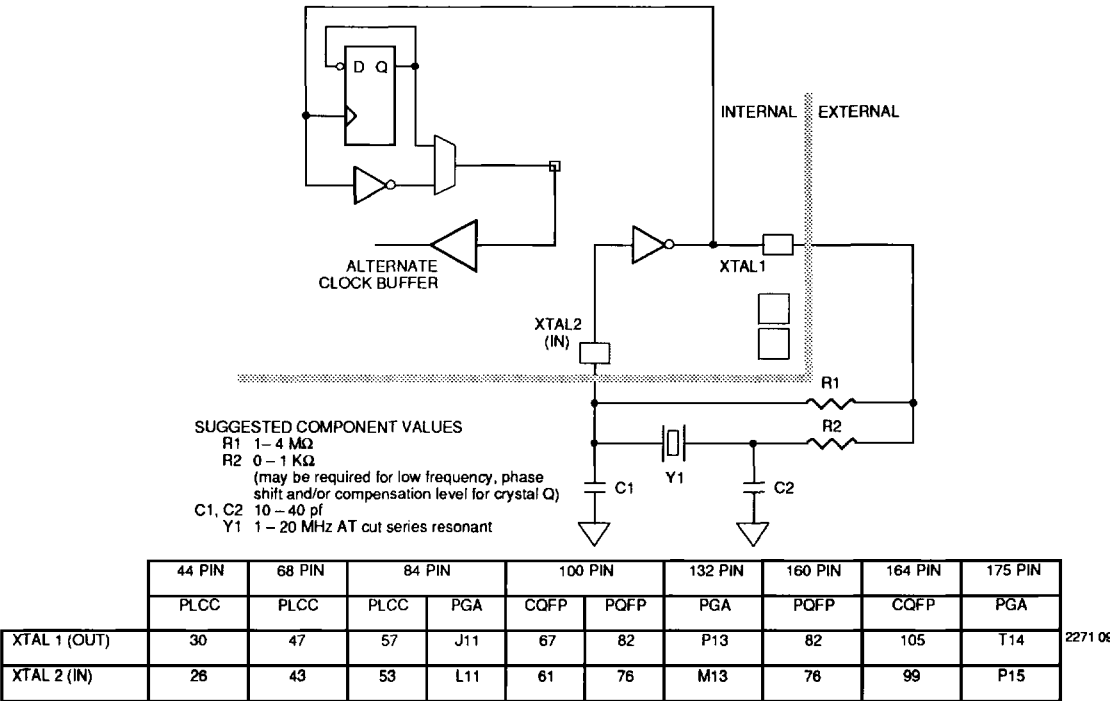 D Q
INTERNAL EXTERNAL
ALTERNATE
CLOCK BUFFER
XTAL1
XTAL2
(IN)
R1
R2
C1
Y1
C2
SUGGESTED COMPONENT VALUES
R1 1 – 4 MΩ
R2 0 – 1 KΩ
(may be required for low frequency, phase
shift and/or compensation level for crystal Q)
C1, C2 10 – 40 pf
Y1 1 – 20 MHz AT cut series resonant
44 PIN 68 PIN 84 PIN 100 PIN 132 PIN 160 PIN 164 PIN 175 PIN
PLCC PLCC PLCC PGA CQFP PQFP PGA PQFP CQFP PGA
XTAL 1 (OUT) 30 47 57 J11 67 82 P13 82 105 T14
XTAL 2 (IN) 26 43 53 L11 61 76 M13 76 99 P15
2271 09